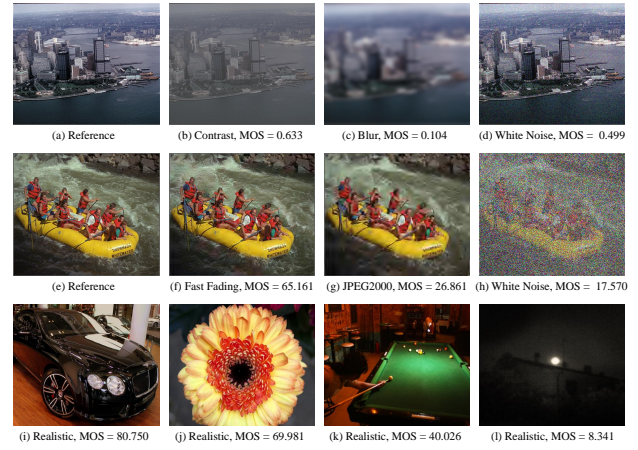 (a) Reference
(b) Contrast, MOS = 0.633
(c) Blur, MOS = 0.104
(d) White Noise, MOS = 0.499
(e) Reference
(f) Fast Fading, MOS = 65.161
(g) JPEG2000, MOS = 26.861
(h) White Noise, MOS = 17.570
(i) Realistic, MOS = 80.750
(j) Realistic, MOS = 69.981
(k) Realistic, MOS = 40.026
(l) Realistic, MOS = 8.341